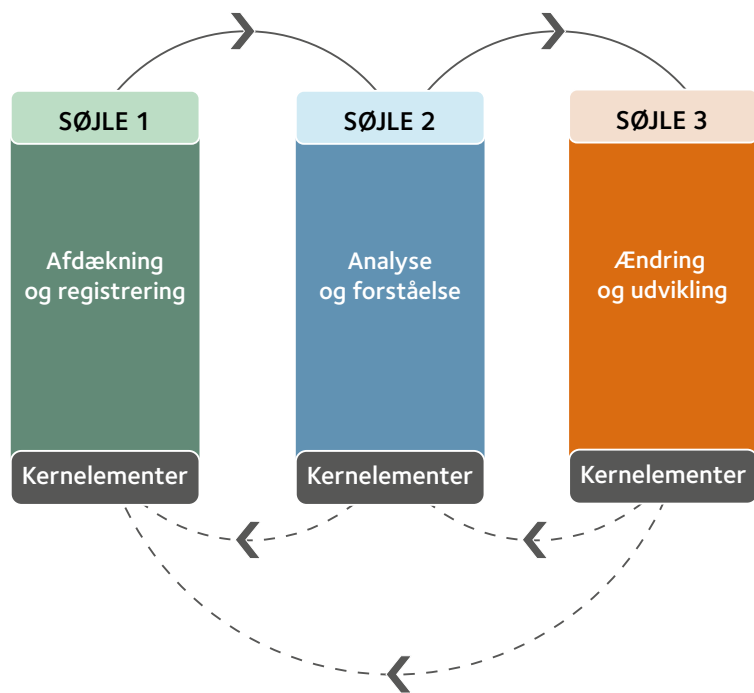 SØJLE 1
Afdækning
og registrering
Kernelementer
SØJLE 2
Analyse
og forståelse
Kernelementer
SØJLE 3
Ændring
og udvikling
Kernelementer